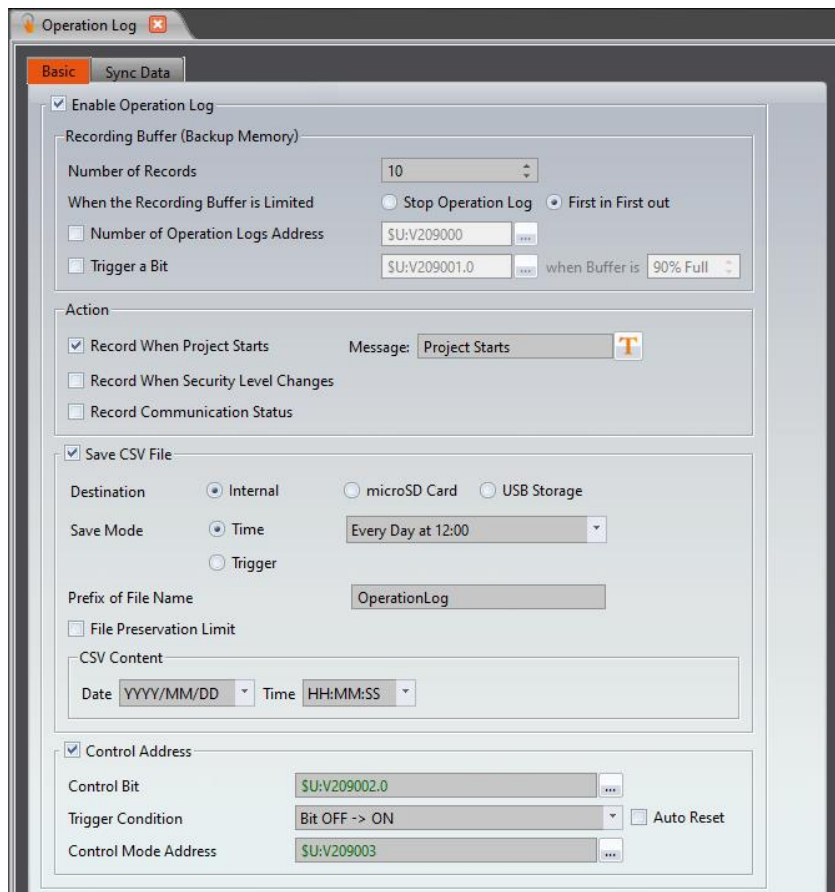 Operation Log
Basic Sync Data
Enable Operation Log
Recording Buffer (Backup Memory)
Number of Records 10
When the Recording Buffer is Limited Stop Operation Log First in First out
Number of Operation Logs Address $U:V209000 ...
Trigger a Bit $U:V209001.0 ... when Buffer is 90% Full
Action
Record When Project Starts Message: Project Starts T
Record When Security Level Changes
Record Communication Status
Save CSV File
Destination Internal microSD Card USB Storage
Save Mode Time Every Day at 12:00
Trigger
Prefix of File Name OperationLog
File Preservation Limit
CSV Content
Date YYYY/MM/DD Time HH:MM:SS
Control Address
Control Bit $U:V209002.0 ...
Trigger Condition Bit OFF -> ON Auto Reset
Control Mode Address $U:V209003 ...